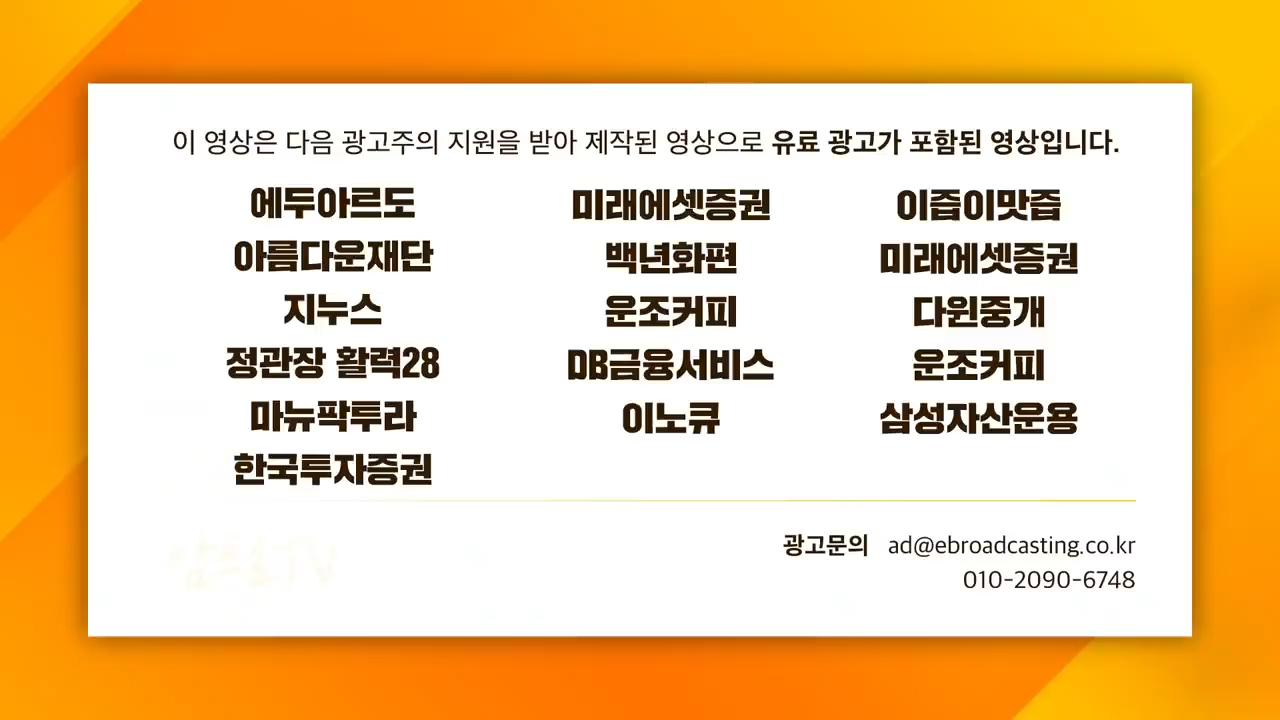 이 영상은 다음 광고주의 지원을 받아 제작된 영상으로 유료 광고가 포함된 영상입니다.
에두아르도
아름다운재단
지누스
정관장 활력28
마뉴팍투라
한국투자증권
미래에셋증권
백년화편
운조커피
DB금융서비스
이노큐
이즙이맛즙
미래에셋증권
다윈중개
운조커피
삼성자산운용
광고문의 ad@ebroadcasting.co.kr
010-2090-6748